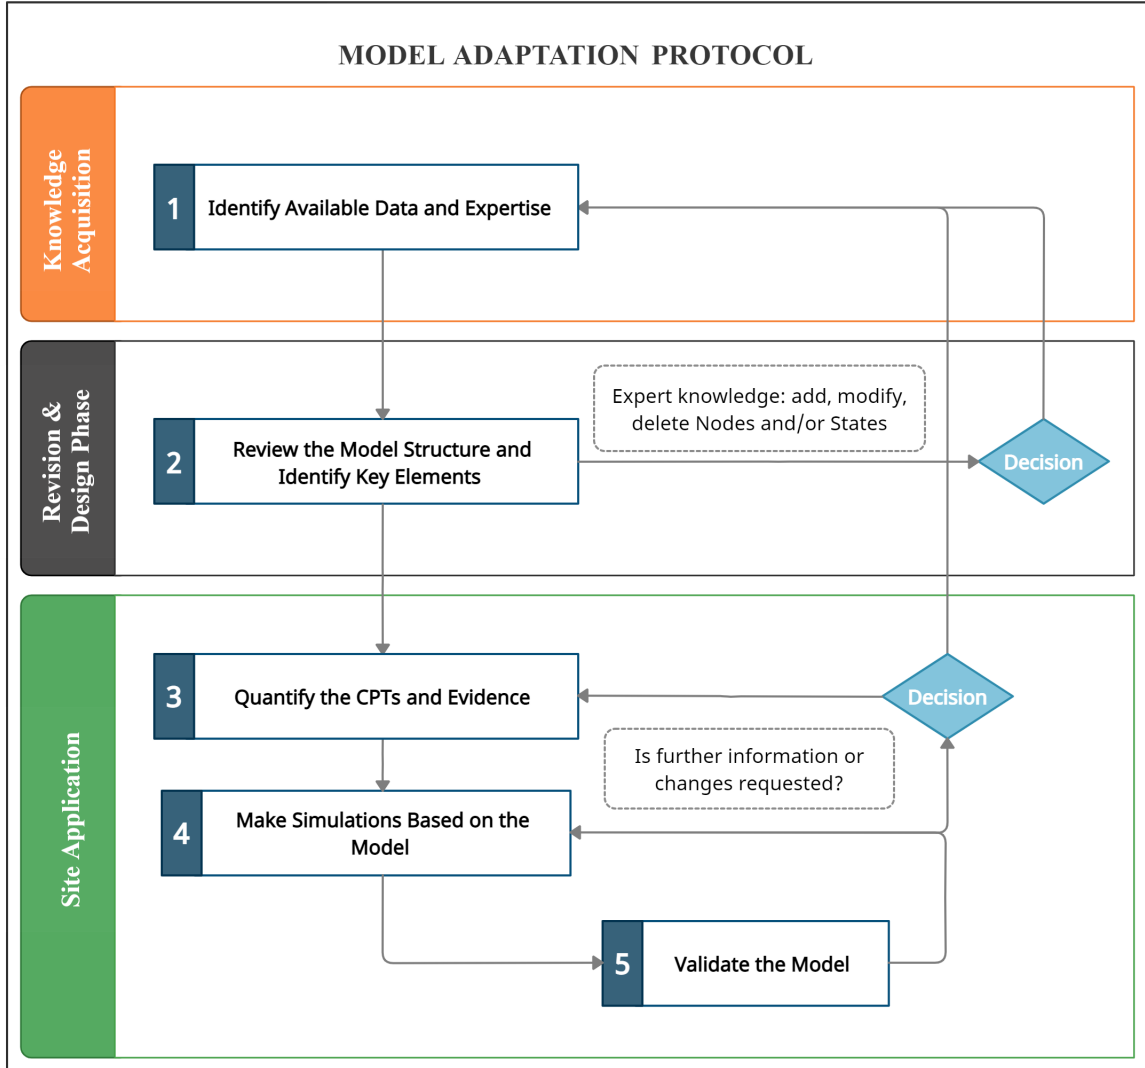 MODEL ADAPTATION PROTOCOL
Knowledge
Acquisition
1
Identify Available Data and Expertise
Revision &
Design Phase
Expert knowledge: add, modify,
delete Nodes and/or States
2
Review the Model Structure and
Identify Key Elements
Decision
Site Application
3
Quantify the CPTs and Evidence
Decision
Is further information or
changes requested?
4
Make Simulations Based on the
Model
5
Validate the Model